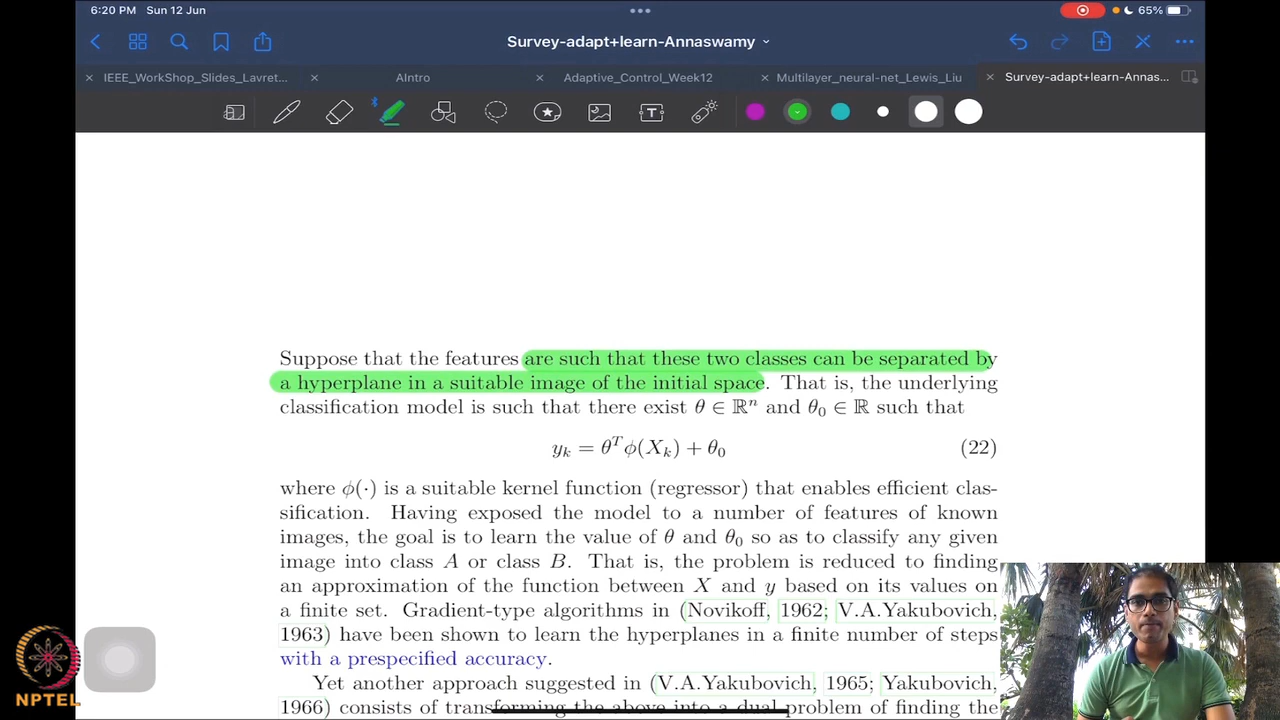 6:20 PM Sun 12 Jun
65%
Survey-adapt+learn-Annaswamy
IEEE_WorkShop_Slides_Lavret...
AIntro
Adaptive_Control_Week12
Multilayer_neural-net_Lewis_Liu
Survey-adapt+learn-Annas...
Suppose that the features are such that these two classes can be separated by
a hyperplane in a suitable image of the initial space. That is, the underlying
classification model is such that there exist θ ∈ ℝⁿ and θ₀ ∈ ℝ such that
yₖ = θᵀϕ(Xₖ) + θ₀ (22)
where ϕ(·) is a suitable kernel function (regressor) that enables efficient clas-
sification. Having exposed the model to a number of features of known
images, the goal is to learn the value of θ and θ₀ so as to classify any given
image into class A or class B. That is, the problem is reduced to finding
an approximation of the function between X and y based on its values on
a finite set. Gradient-type algorithms in (Novikoff, 1962; V.A.Yakubovich,
1963) have been shown to learn the hyperplanes in a finite number of steps
with a prespecified accuracy.
Yet another approach suggested in (V.A.Yakubovich, 1965; Yakubovich,
1966) consists of transforming the above into a dual problem of finding the
NPTEL